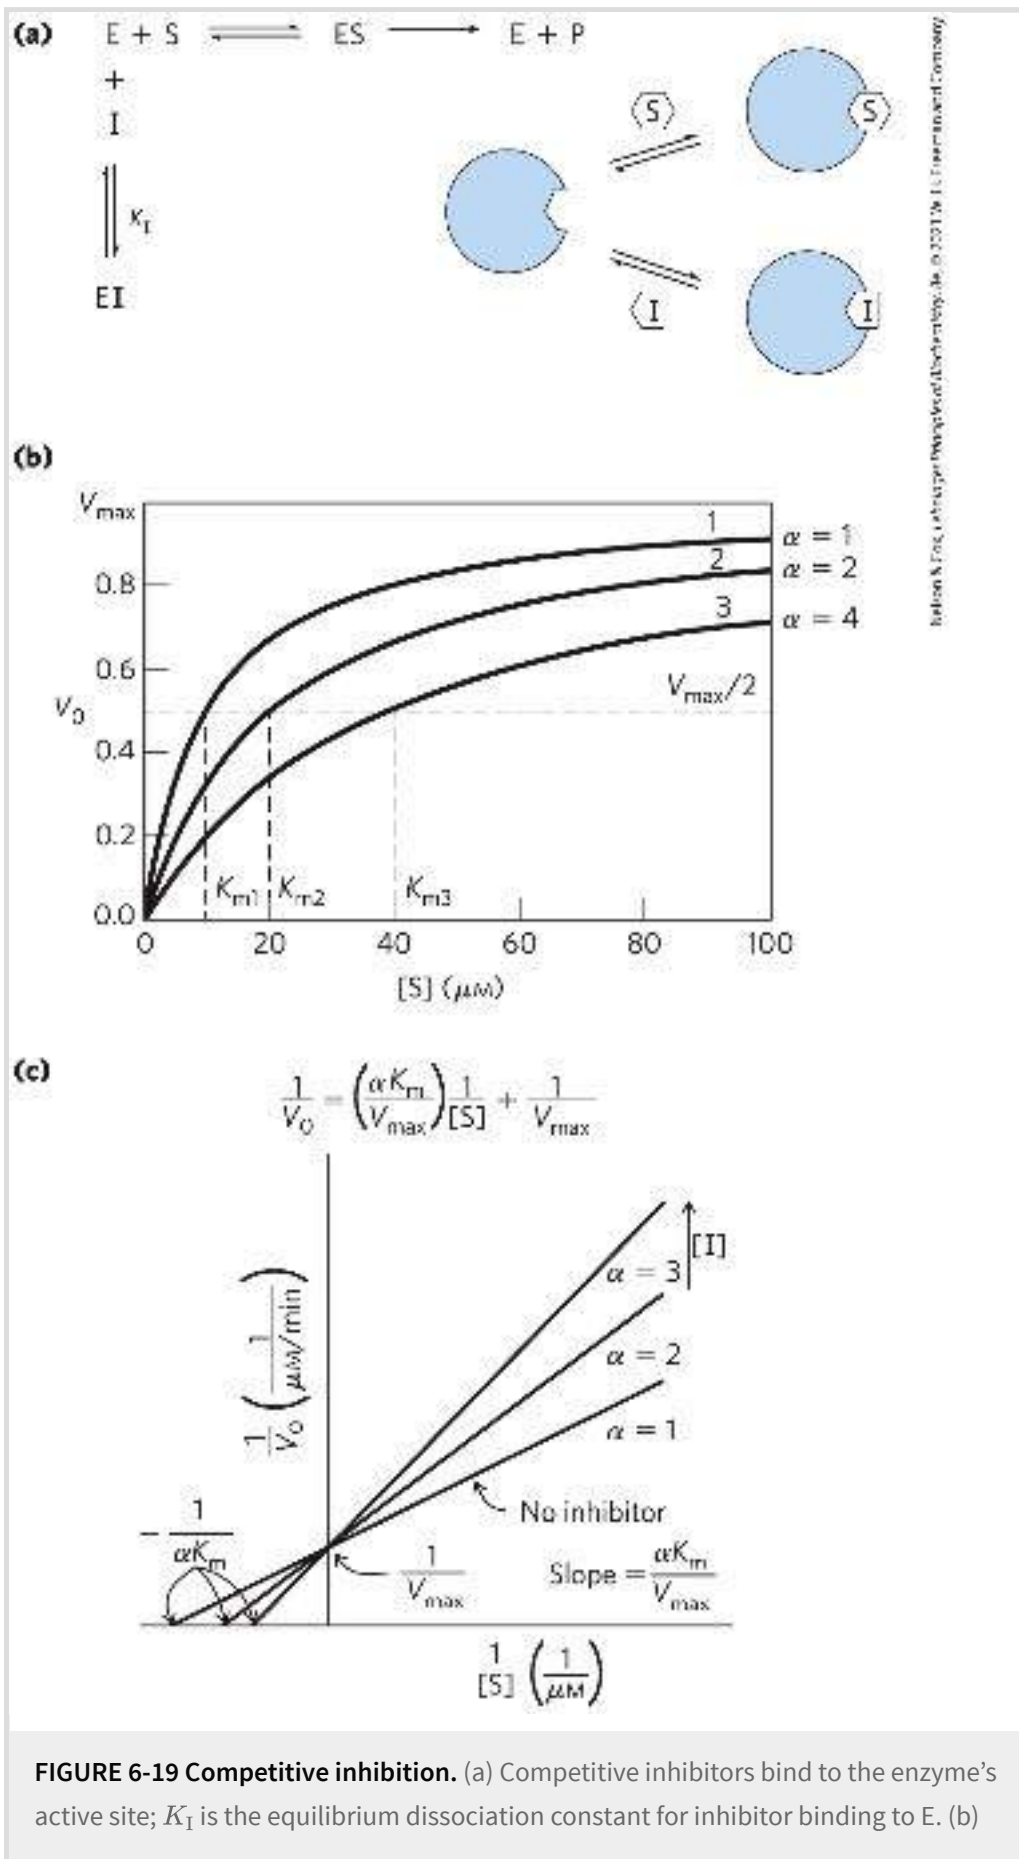 (a) E + S ⇌ ES ⟶ E + P
+
I
K_I
EI
S
S
I
I
(b)
V_max
1
α = 1
2
α = 2
0.8
3
α = 4
0.6
V_max/2
V_0
0.4
0.2
K_m1 K_m2 K_m3
0.0
0 20 40 60 80 100
[S] (μM)
(c)
1/V_0 = (αK_m/V_max) 1/[S] + 1/V_max
[I]
α = 3
α = 2
α = 1
1/V_0 (1/μM/min)
No inhibitor
− 1/αK_m
1/V_max
Slope = αK_m/V_max
1/[S] (1/μM)
FIGURE 6-19 Competitive inhibition. (a) Competitive inhibitors bind to the enzyme’s
active site; K_I is the equilibrium dissociation constant for inhibitor binding to E. (b)